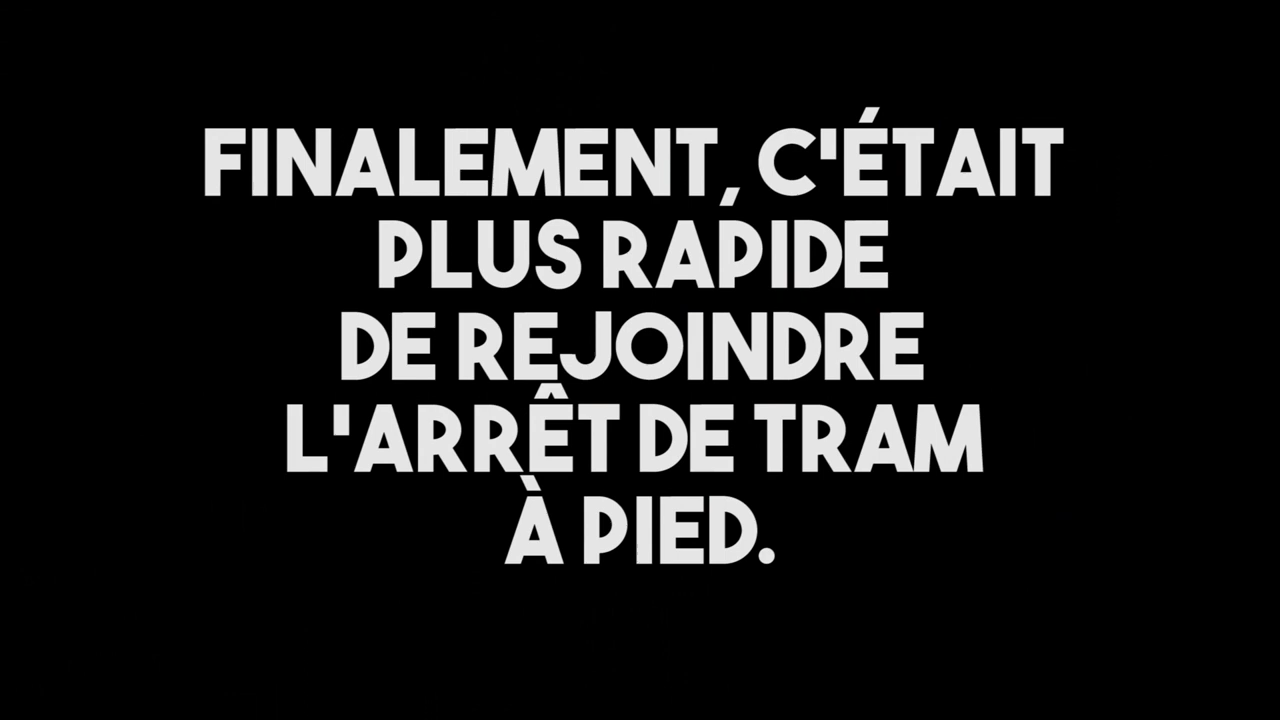 FINALEMENT, C'ÉTAIT
PLUS RAPIDE
DE REJOINDRE
L'ARRÊT DE TRAM
À PIED.